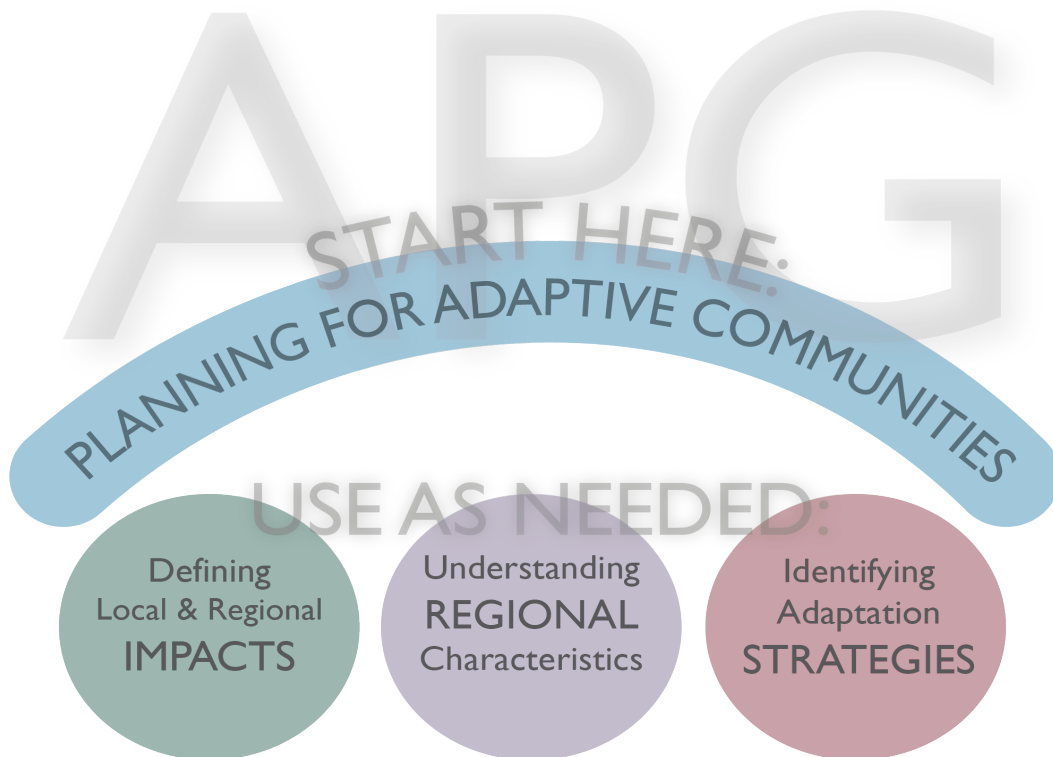 APG
START HERE:
PLANNING FOR ADAPTIVE COMMUNITIES
USE AS NEEDED:
Defining
Local & Regional
IMPACTS
Understanding
REGIONAL
Characteristics
Identifying
Adaptation
STRATEGIES